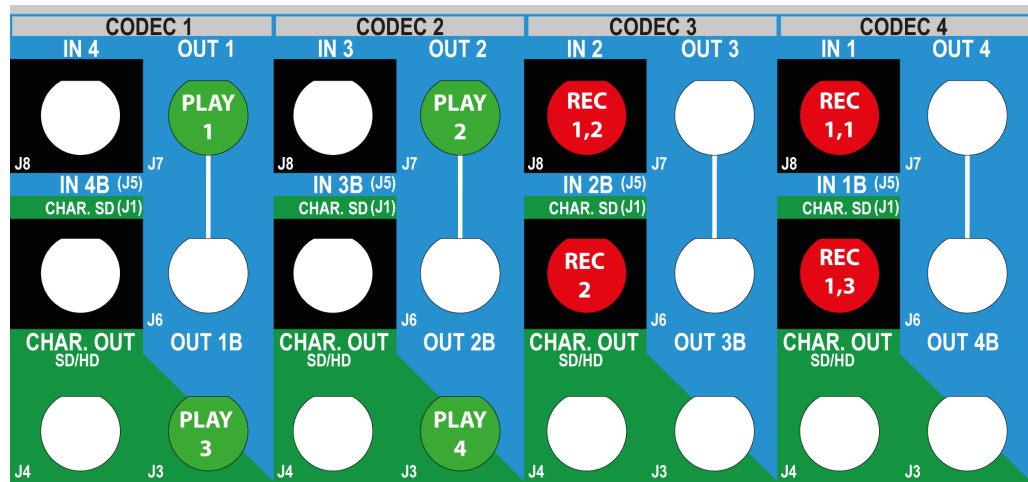 CODEC 1 CODEC 2 CODEC 3 CODEC 4
IN 4 OUT 1 IN 3 OUT 2 IN 2 OUT 3 IN 1 OUT 4
PLAY PLAY REC REC
1 2 1,2 1,1
J8 J7 J8 J7 J8 J7 J8 J7
IN 4B (J5) IN 3B (J5) IN 2B (J5) IN 1B (J5)
CHAR. SD (J1) CHAR. SD (J1) CHAR. SD (J1) CHAR. SD (J1)
REC REC
2 1,3
J6 J6 J6 J6
CHAR. OUT OUT 1B CHAR. OUT OUT 2B CHAR. OUT OUT 3B CHAR. OUT OUT 4B
SD/HD SD/HD SD/HD SD/HD
PLAY PLAY
3 4
J4 J3 J4 J3 J4 J3 J4 J3